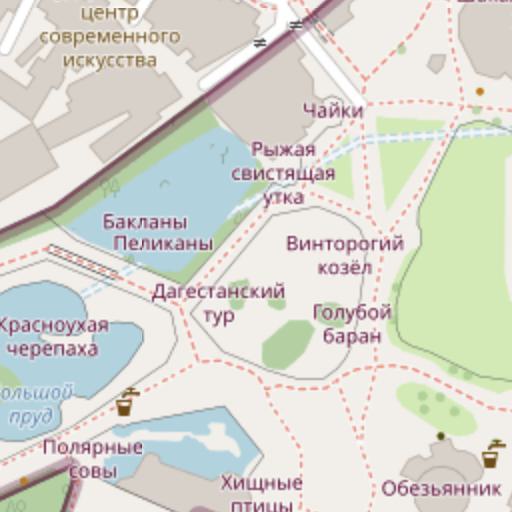 центр
современного
искусства
Чайки
Рыжая
свистящая
утка
Бакланы
Пеликаны
Винторогий
козёл
Дагестанский
тур
Голубой
баран
Красноухая
черепаха
пруд
Полярные
совы
Хищные
птицы
Обезьянник